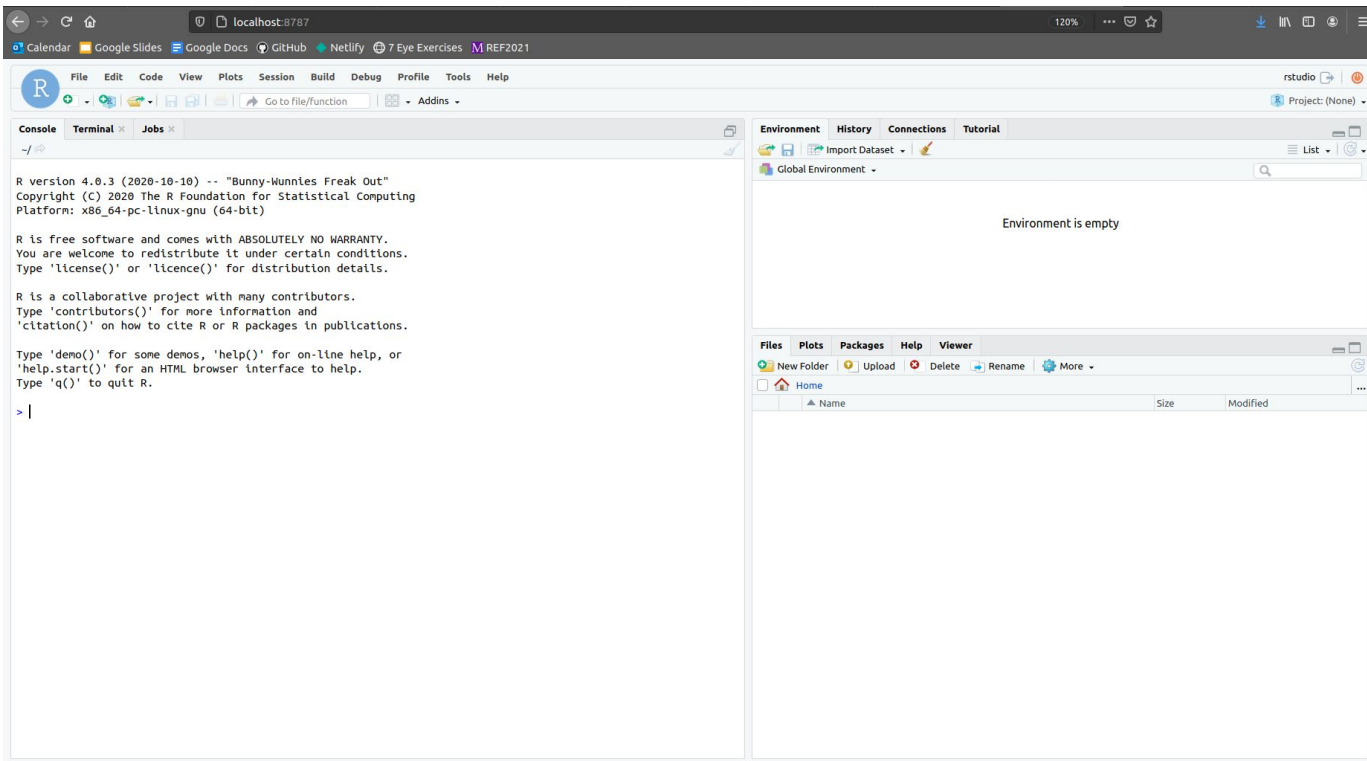 localhost:8787
120%
Calendar Google Slides Google Docs GitHub Netlify 7 Eye Exercises M REF2021
R
File Edit Code View Plots Session Build Debug Profile Tools Help
rstudio
Go to file/function Addins
R Project: (None)
Console Terminal × Jobs ×
~/
R version 4.0.3 (2020-10-10) -- "Bunny-Wunnies Freak Out"
Copyright (C) 2020 The R Foundation for Statistical Computing
Platform: x86_64-pc-linux-gnu (64-bit)
R is free software and comes with ABSOLUTELY NO WARRANTY.
You are welcome to redistribute it under certain conditions.
Type 'license()' or 'licence()' for distribution details.
R is a collaborative project with many contributors.
Type 'contributors()' for more information and
'citation()' on how to cite R or R packages in publications.
Type 'demo()' for some demos, 'help()' for on-line help, or
'help.start()' for an HTML browser interface to help.
Type 'q()' to quit R.
>
Environment History Connections Tutorial
Import Dataset
List
Global Environment
Environment is empty
Files Plots Packages Help Viewer
New Folder Upload Delete Rename More
Home
...
Name Size Modified